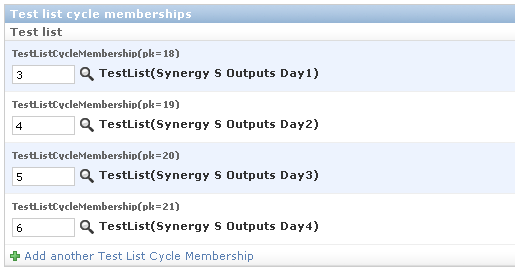 Test list cycle memberships
Test list
TestListCycleMembership(pk=18)
3 TestList(Synergy S Outputs Day1)
TestListCycleMembership(pk=19)
4 TestList(Synergy S Outputs Day2)
TestListCycleMembership(pk=20)
5 TestList(Synergy S Outputs Day3)
TestListCycleMembership(pk=21)
6 TestList(Synergy S Outputs Day4)
Add another Test List Cycle Membership